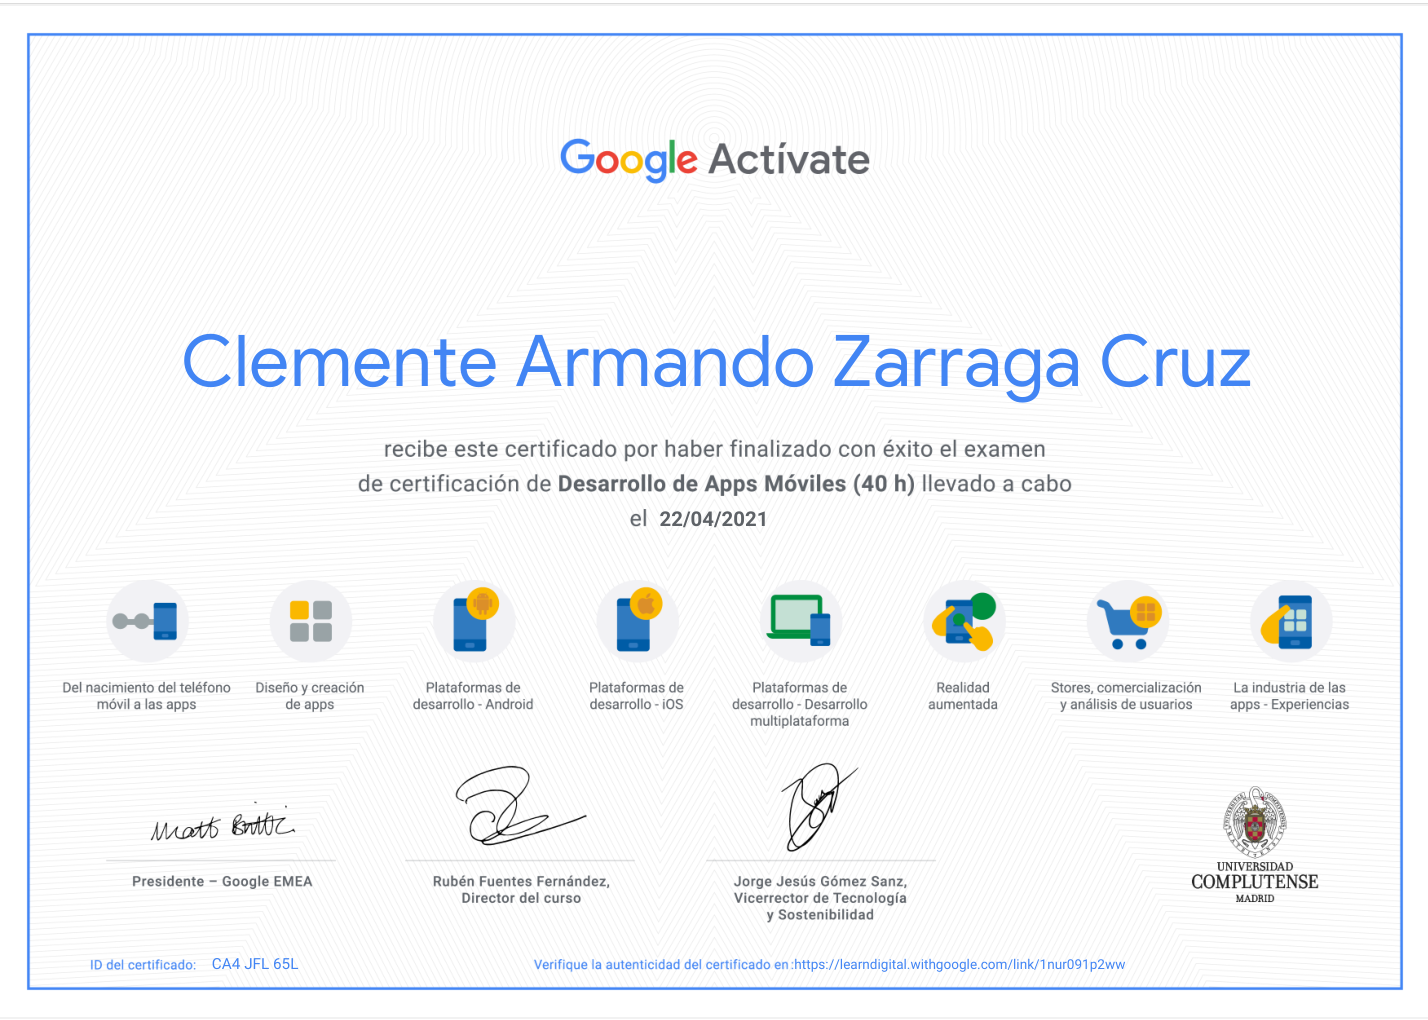 Google Actívate
Clemente Armando Zarraga Cruz
recibe este certificado por haber finalizado con éxito el examen
de certificación de Desarrollo de Apps Móviles (40 h) llevado a cabo
el 22/04/2021
Del nacimiento del teléfono
móvil a las apps
Diseño y creación
de apps
Plataformas de
desarrollo - Android
Plataformas de
desarrollo - iOS
Plataformas de
desarrollo - Desarrollo
multiplataforma
Realidad
aumentada
Stores, comercialización
y análisis de usuarios
La industria de las
apps - Experiencias
Matt
Presidente – Google EMEA
Rubén Fuentes Fernández,
Director del curso
Jorge Jesús Gómez Sanz,
Vicerrector de Tecnología
y Sostenibilidad
UNIVERSIDAD
COMPLUTENSE
MADRID
ID del certificado: CA4 JFL 65L
Verifique la autenticidad del certificado en:https://learndigital.withgoogle.com/link/1nur091p2ww